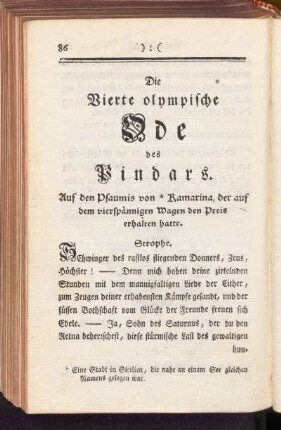 86 ):(
Die
Vierte olympische
Ode
des
Pindars.
Auf den Psaumis von * Kamarina, der auf
dem vierspännigen Wagen den Preis
erhalten hatte.
Strophe.
Schwinger des rastlos fliegenden Donners, Zeus,
Höchster! — Denn mich haben deine zirkelnden
Stunden mit dem mannigfaltigen Liede der Cither,
zum Zeugen deiner erhabensten Kämpfe gesandt, und der
süssen Bothschaft vom Glücke der Freunde freuen sich
Edele. — Ja, Sohn des Saturnus, der du den
Aetna beherrschest, diese stürmische Last des gewaltigen
hun-
* Eine Stadt in Sicilien, die nahe an einem See gleichen
Namens gelegen war.